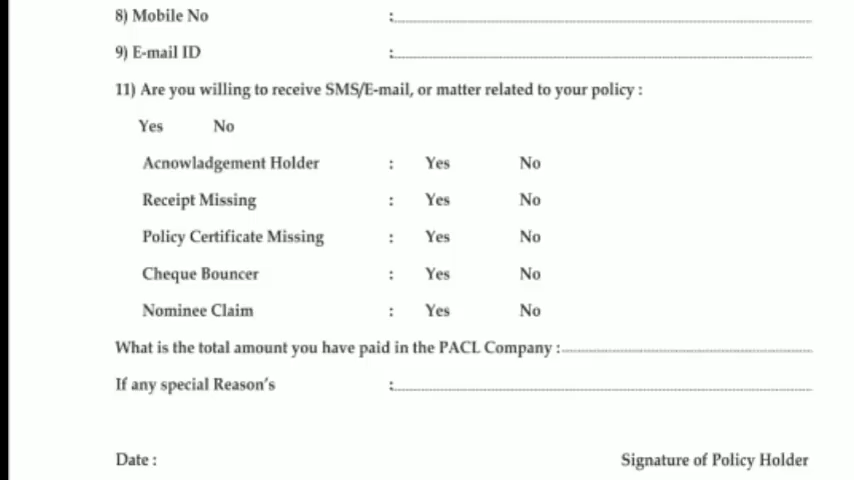 8) Mobile No :
9) E-mail ID :
11) Are you willing to receive SMS/E-mail, or matter related to your policy :
Yes No
Acnowladgement Holder : Yes No
Receipt Missing : Yes No
Policy Certificate Missing : Yes No
Cheque Bouncer : Yes No
Nominee Claim : Yes No
What is the total amount you have paid in the PACL Company :
If any special Reason's :
Date : Signature of Policy Holder